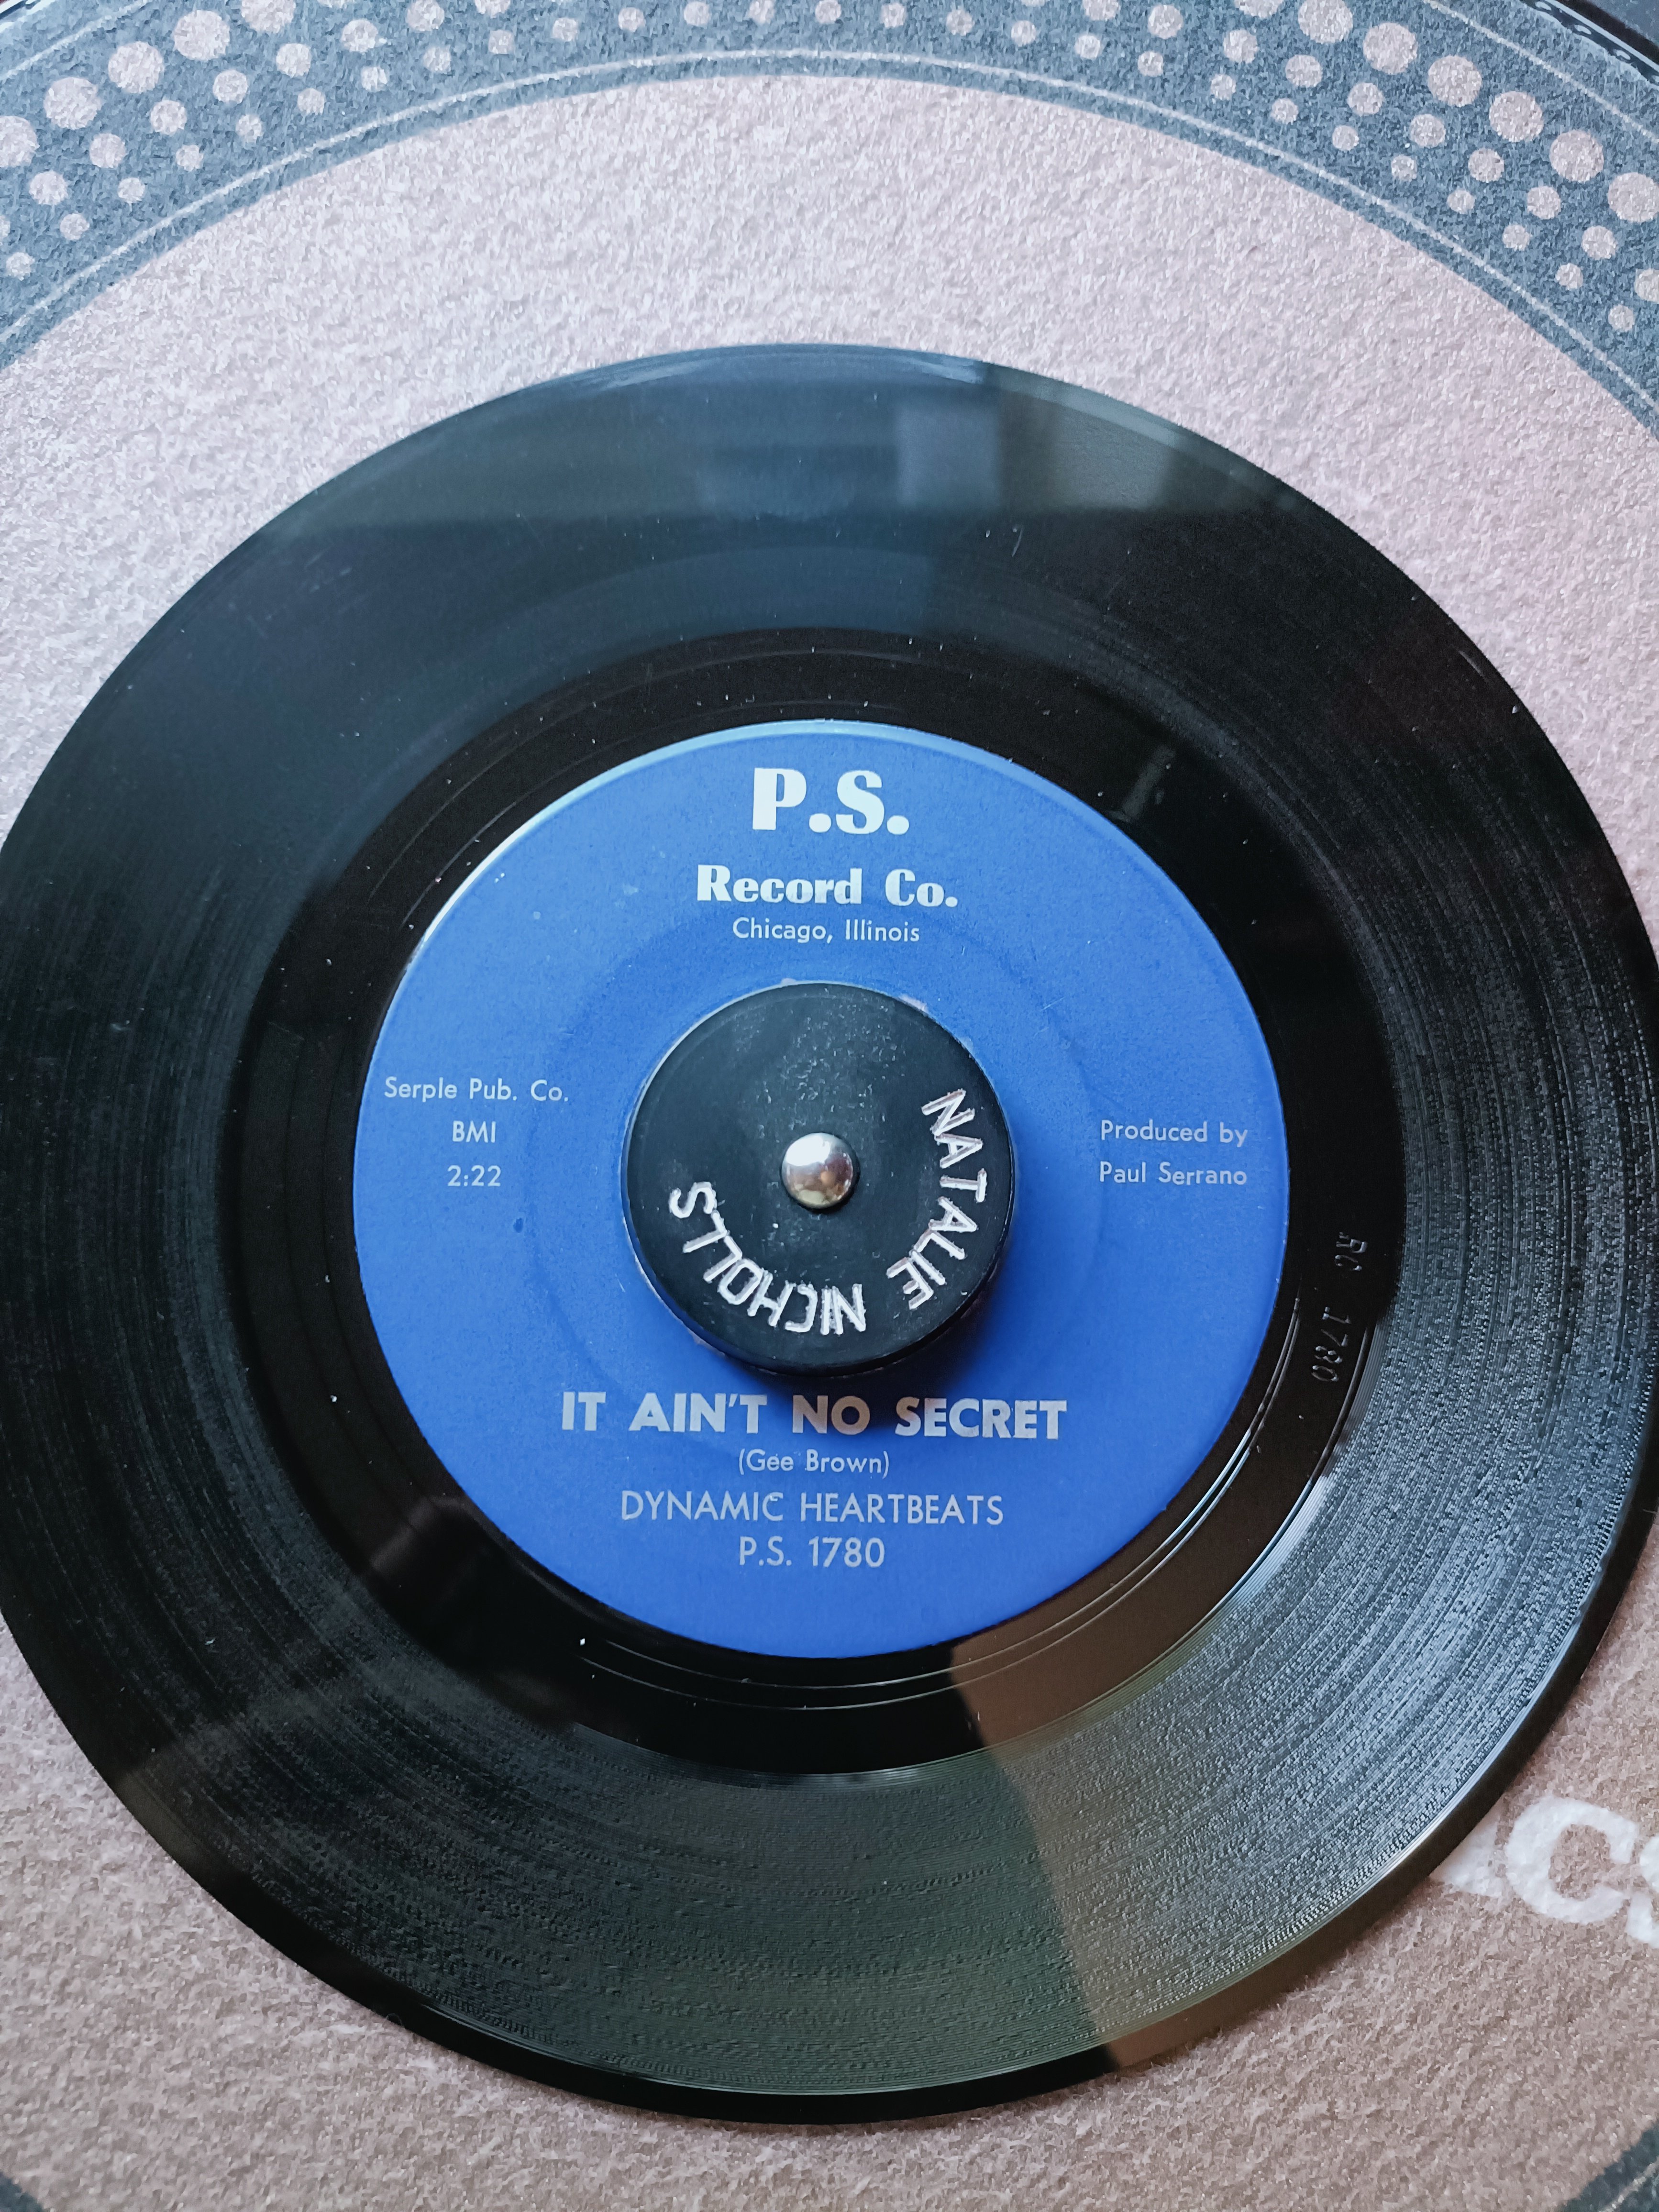 P.S.
Record Co.
Chicago, Illinois
Serple Pub. Co.
BMI
2:22
Produced by
Paul Serrano
NATALIE NICHOLLS
RC 1780
IT AIN'T NO SECRET
(Gee Brown)
DYNAMIC HEARTBEATS
P.S. 1780